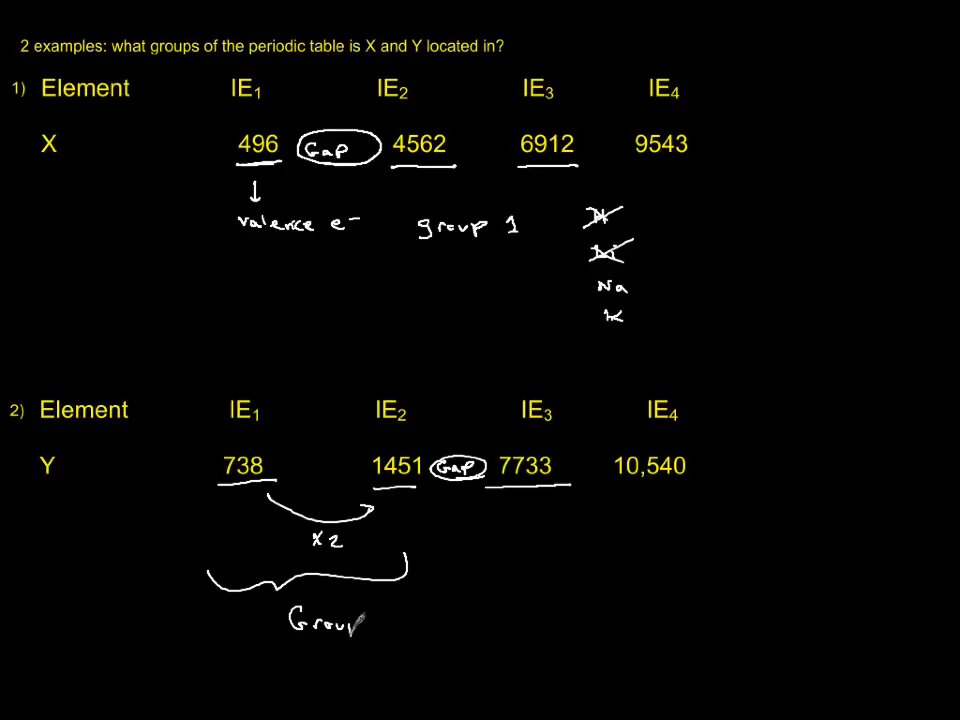 2 examples: what groups of the periodic table is X and Y located in?
1) Element IE₁ IE₂ IE₃ IE₄
X 496 Gap 4562 6912 9543
valence e⁻ group 1
H
Li
Na
K
2) Element IE₁ IE₂ IE₃ IE₄
Y 738 1451 Gap 7733 10,540
x2
Group